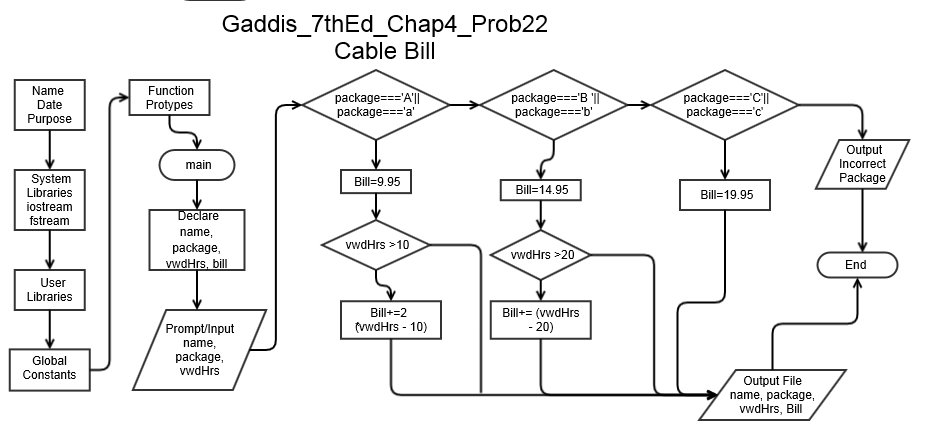 Gaddis_7thEd_Chap4_Prob22
Cable Bill
Name
Date
Purpose
System
Libraries
iostream
fstream
User
Libraries
Global
Constants
Function
Protypes
main
Declare
name,
package,
vwdHrs, bill
Prompt/Input
name,
package,
vwdHrs
package==='A'||
package==='a'
Bill=9.95
vwdHrs >10
Bill+=2
(vwdHrs - 10)
package==='B '||
package==='b'
Bill=14.95
vwdHrs >20
Bill+= (vwdHrs
- 20)
package==='C'||
package==='c'
Bill=19.95
Output
Incorrect
Package
End
Output File
name, package,
vwdHrs, Bill